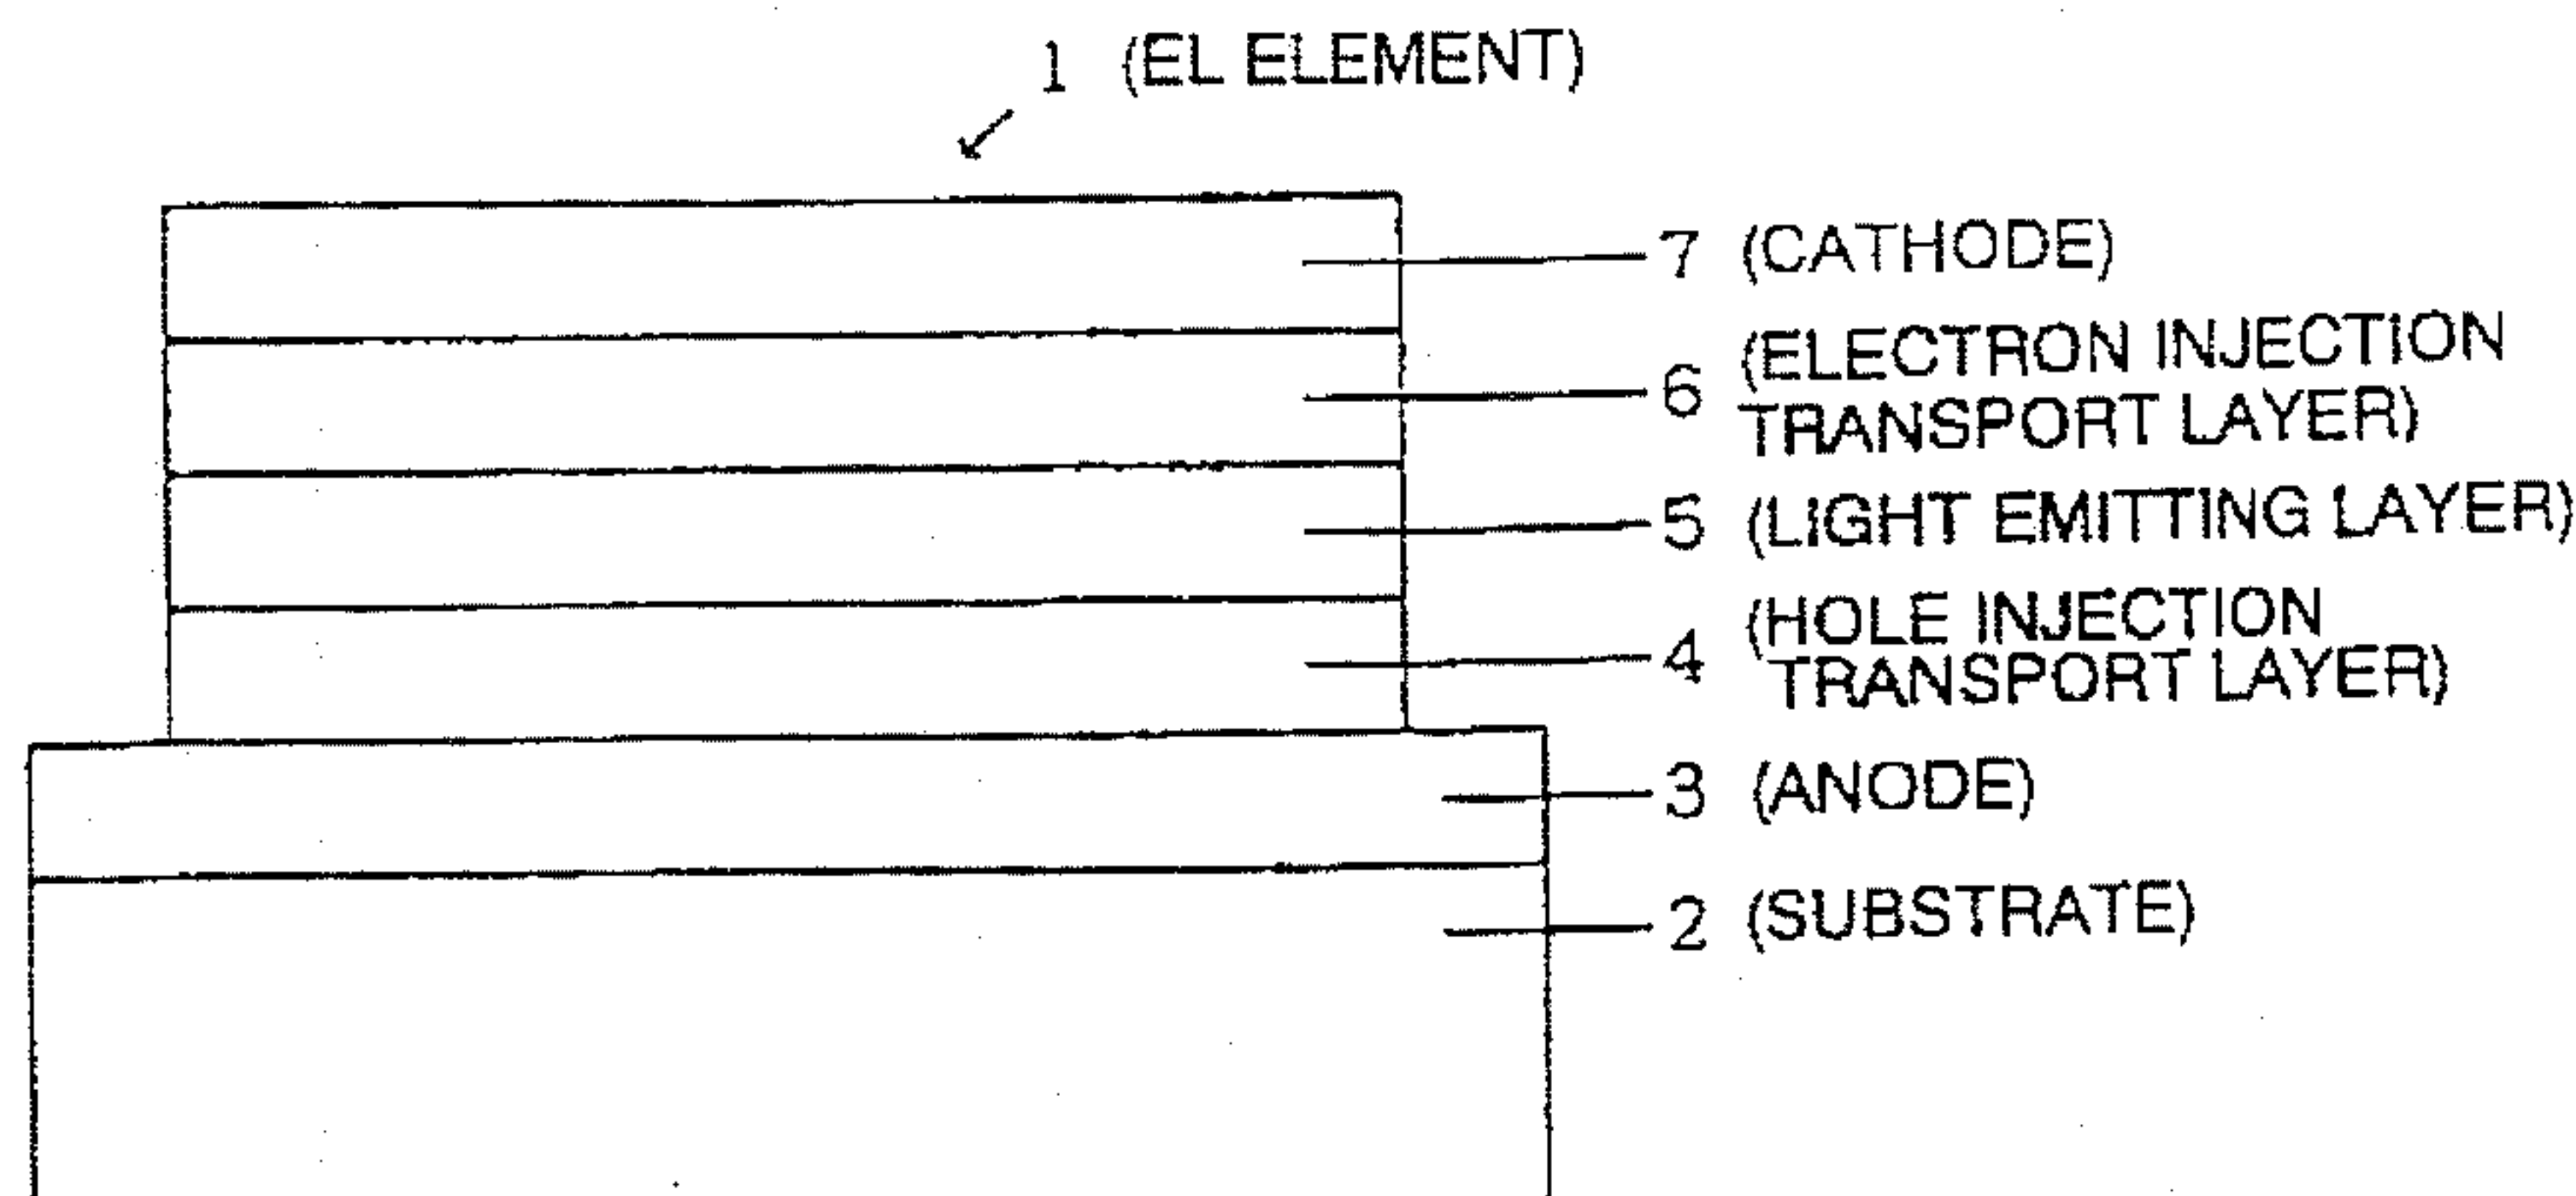 1 (EL ELEMENT)
7 (CATHODE)
6 (ELECTRON INJECTION
TRANSPORT LAYER)
5 (LIGHT EMITTING LAYER)
4 (HOLE INJECTION
TRANSPORT LAYER)
3 (ANODE)
2 (SUBSTRATE)